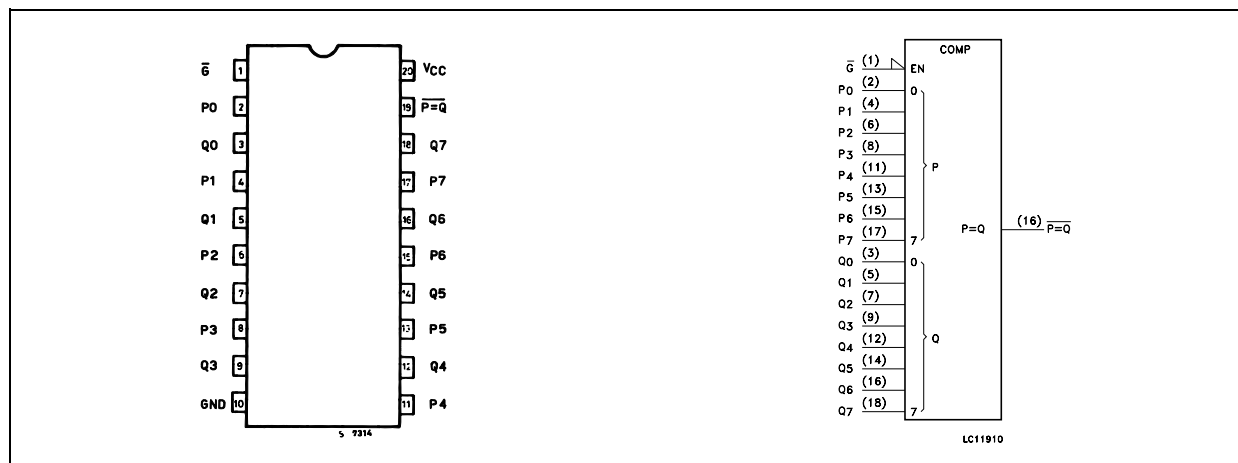 G̅ 1 20 VCC
P0 2 19 P̅=̅Q̅
Q0 3 18 Q7
P1 4 17 P7
Q1 5 16 Q6
P2 6 15 P6
Q2 7 14 Q5
P3 8 13 P5
Q3 9 12 Q4
GND 10 11 P4
S 7314
COMP
G̅ (1) EN
P0 (2) 0
P1 (4)
P2 (6)
P3 (8)
P4 (11) P
P5 (13)
P6 (15)
P7 (17) 7
P=Q (16) P̅=̅Q̅
Q0 (3) 0
Q1 (5)
Q2 (7)
Q3 (9)
Q4 (12) Q
Q5 (14)
Q6 (16)
Q7 (18) 7
LC11910